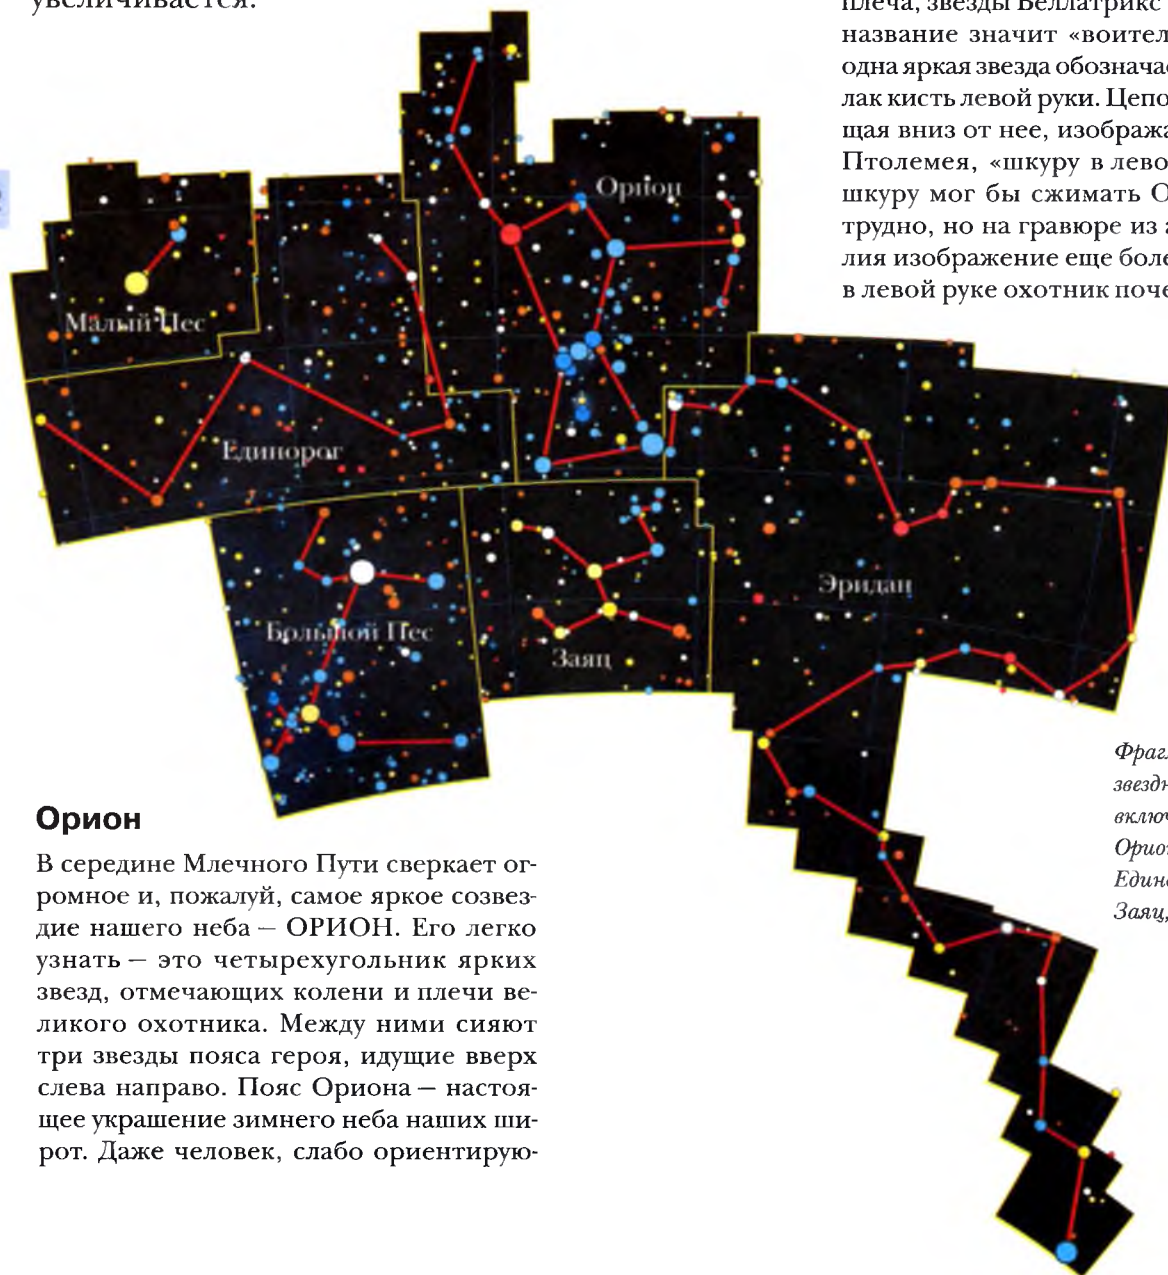 увеличивается.
плеча, звезды Беллатрикс
название значит «воител
одна яркая звезда обознача
лак кисть левой руки. Цепо
щая вниз от нее, изобража
Птолемея, «шкуру в лево
шкуру мог бы сжимать О
трудно, но на гравюре из а
лия изображение еще бол
в левой руке охотник поче
Орион
Малый Пес
Единорог
Большой Пес
Заяц
Эридан
Фраг
звездн
включ
Орио
Един
Заяц,
Орион
В середине Млечного Пути сверкает ог-
ромное и, пожалуй, самое яркое созвез-
дие нашего неба — ОРИОН. Его легко
узнать — это четырехугольник ярких
звезд, отмечающих колени и плечи ве-
ликого охотника. Между ними сияют
три звезды пояса героя, идущие вверх
слева направо. Пояс Ориона — настоя-
щее украшение зимнего неба наших ши-
рот. Даже человек, слабо ориентирую-